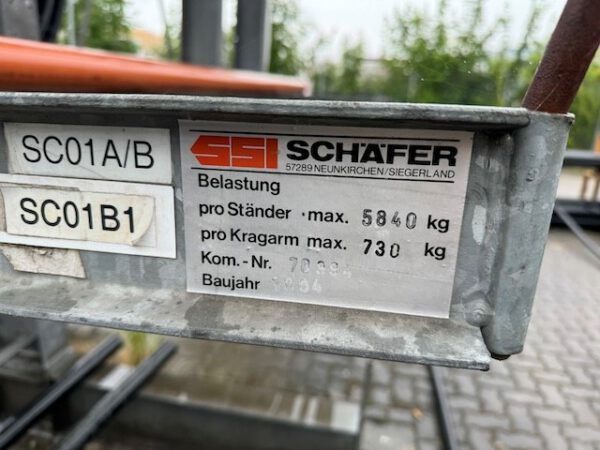 SC01A/B
SC01B1
SSI SCHÄFER
57289 NEUNKIRCHEN/SIEGERLAND
Belastung
pro Ständer max. 5840 kg
pro Kragarm max. 730 kg
Kom.-Nr.
Baujahr